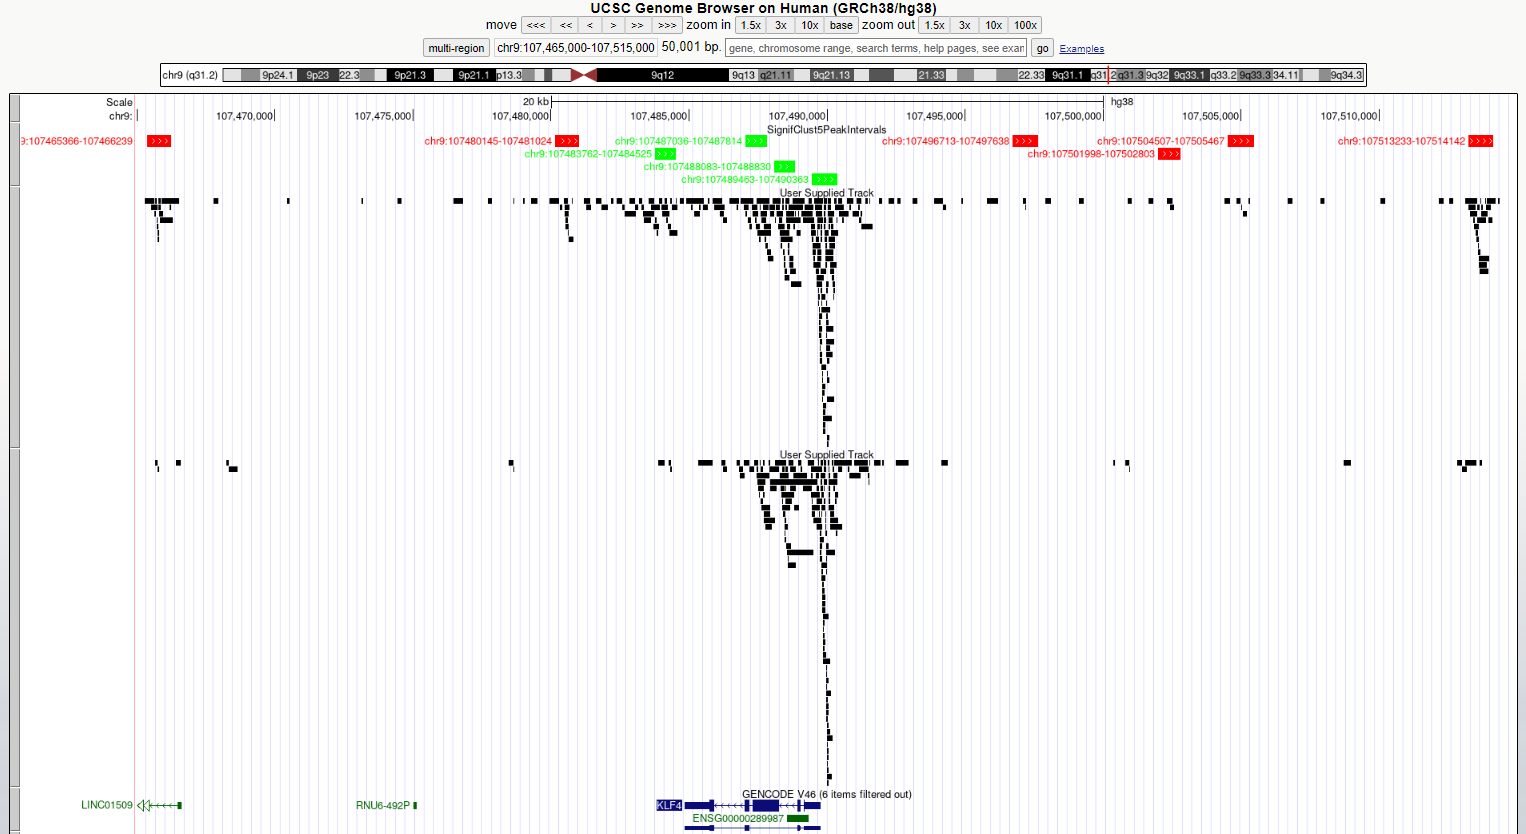 UCSC Genome Browser on Human (GRCh38/hg38)
move <<< << < > >> >>> zoom in 1.5x 3x 10x base zoom out 1.5x 3x 10x 100x
multi-region chr9:107,465,000-107,515,000 50,001 bp. gene, chromosome range, search terms, help pages, see exam go Examples
chr9 (q31.2) 9p24.1 9p23 22.3 9p21.3 9p21.1 p13.3 9q12 9q13 q21.11 9q21.13 21.33 22.33 9q31.1 q31.2 q31.3 9q32 9q33.1 q33.2 9q33.3 34.11 9q34.3
Scale 20 kb hg38
chr9: 107,470,000 107,475,000 107,480,000 107,485,000 107,490,000 107,495,000 107,500,000 107,505,000 107,510,000
SignifClust5PeakIntervals
9:107465366-107466239 chr9:107480145-107481024 chr9:107487036-107487814 chr9:107496713-107497638 chr9:107504507-107505467 chr9:107513233-107514142
chr9:107483762-107484525 chr9:107501998-107502803
chr9:107488083-107488830
chr9:107489463-107490363
User Supplied Track
User Supplied Track
GENCODE V46 (6 items filtered out)
LINC01509 RNU6-492P KLF4
ENSG00000289987